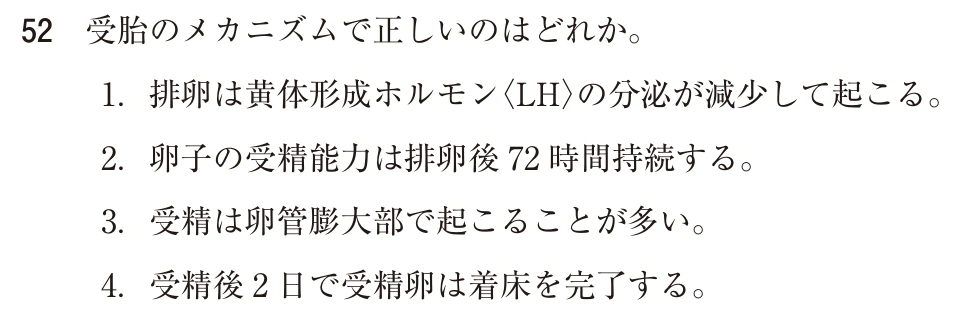 52 受胎のメカニズムで正しいのはどれか。
1. 排卵は黄体形成ホルモン〈LH〉の分泌が減少して起こる。
2. 卵子の受精能力は排卵後 72 時間持続する。
3. 受精は卵管膨大部で起こることが多い。
4. 受精後 2 日で受精卵は着床を完了する。